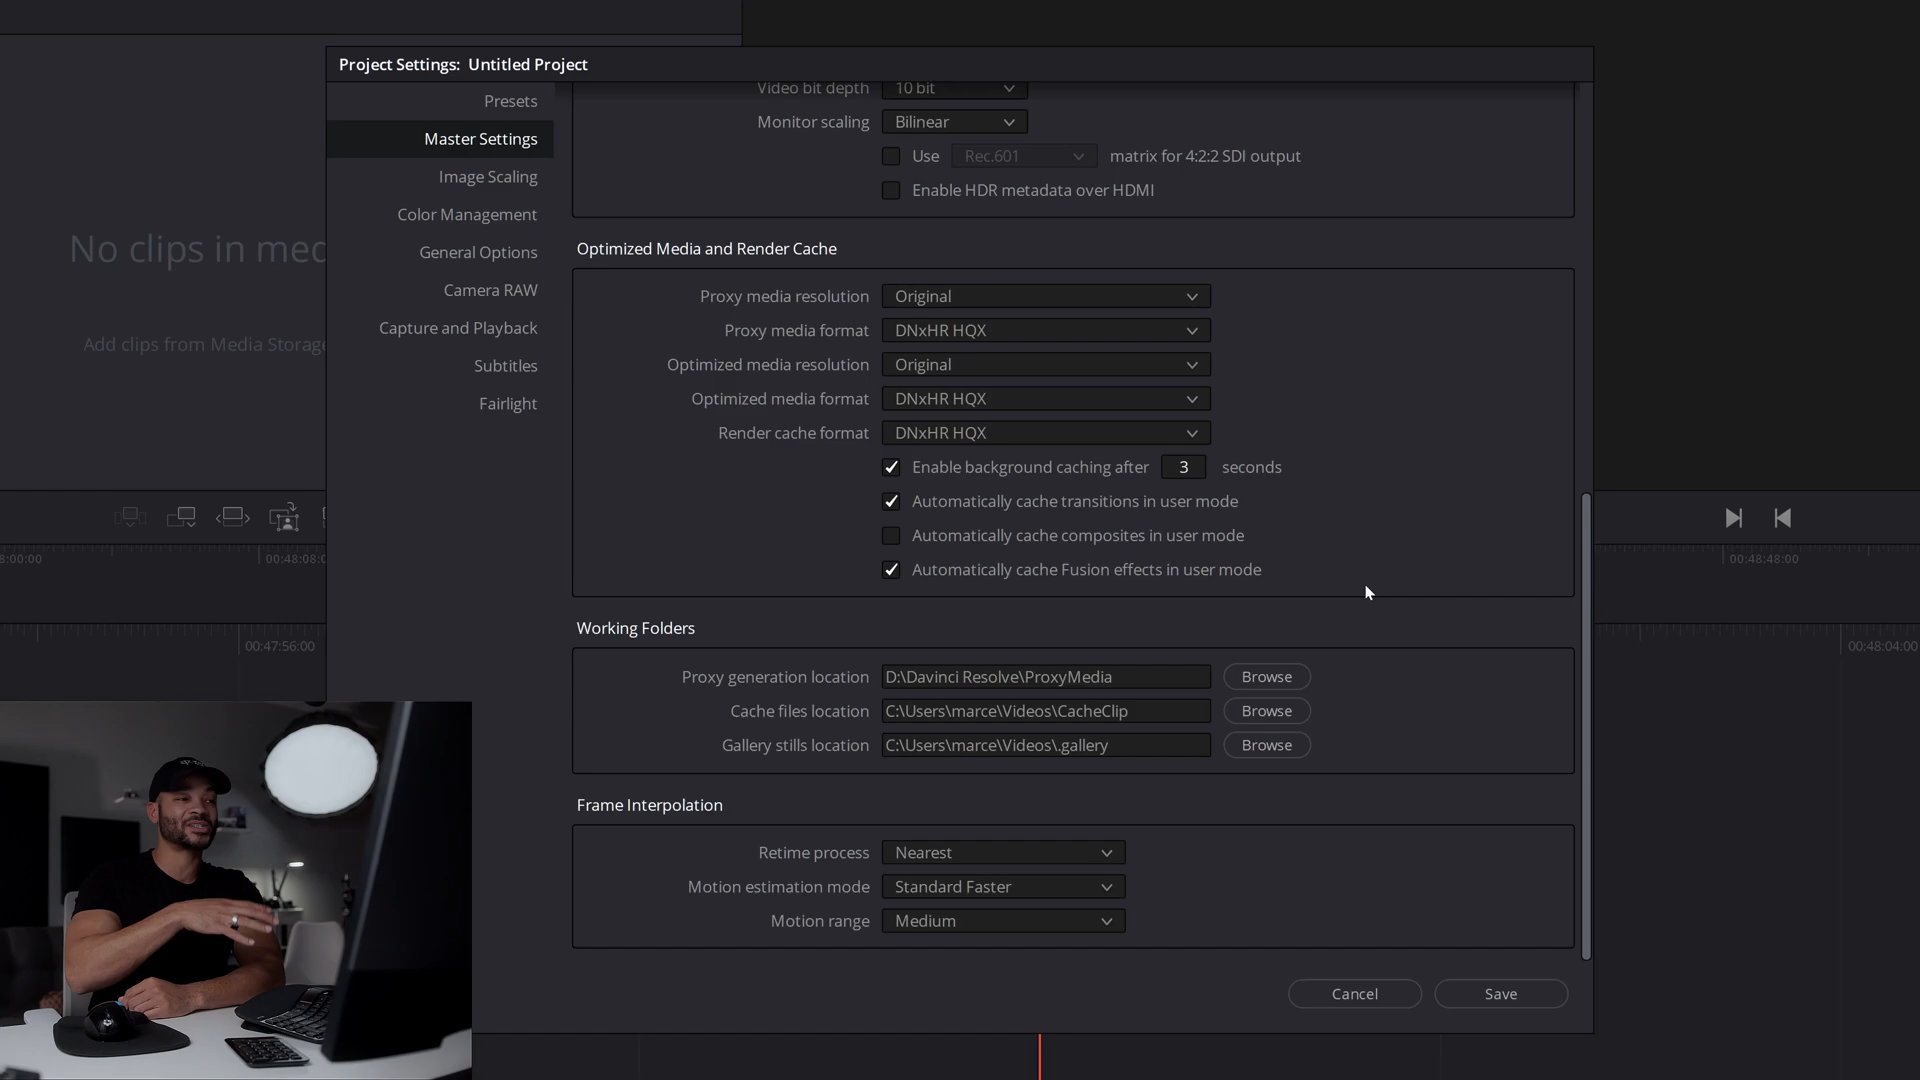 Project Settings: Untitled Project
Presets
Master Settings
Image Scaling
Color Management
General Options
Camera RAW
Capture and Playback
Subtitles
Fairlight
Video bit depth 10 bit
Monitor scaling Bilinear
Use Rec.601 matrix for 4:2:2 SDI output
Enable HDR metadata over HDMI
Optimized Media and Render Cache
Proxy media resolution Original
Proxy media format DNxHR HQX
Optimized media resolution Original
Optimized media format DNxHR HQX
Render cache format DNxHR HQX
Enable background caching after 3 seconds
Automatically cache transitions in user mode
Automatically cache composites in user mode
Automatically cache Fusion effects in user mode
Working Folders
Proxy generation location D:\Davinci Resolve\ProxyMedia Browse
Cache files location C:\Users\marce\Videos\CacheClip Browse
Gallery stills location C:\Users\marce\Videos\.gallery Browse
Frame Interpolation
Retime process Nearest
Motion estimation mode Standard Faster
Motion range Medium
Cancel Save
No clips in med
Add clips from Media Storage
8:00:00 00:48:08:0 00:48:48:00
00:47:56:00 00:48:04:00